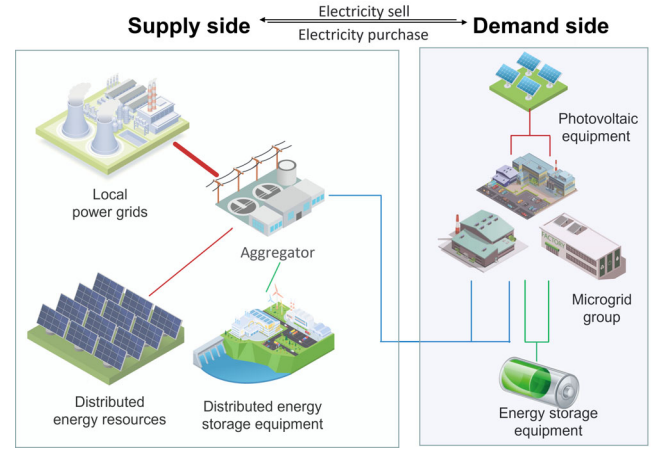 Supply side
Electricity sell
Electricity purchase
Demand side
Local
power grids
Aggregator
Distributed
energy resources
Distributed energy
storage equipment
Photovoltaic
equipment
Microgrid
group
Energy storage
equipment